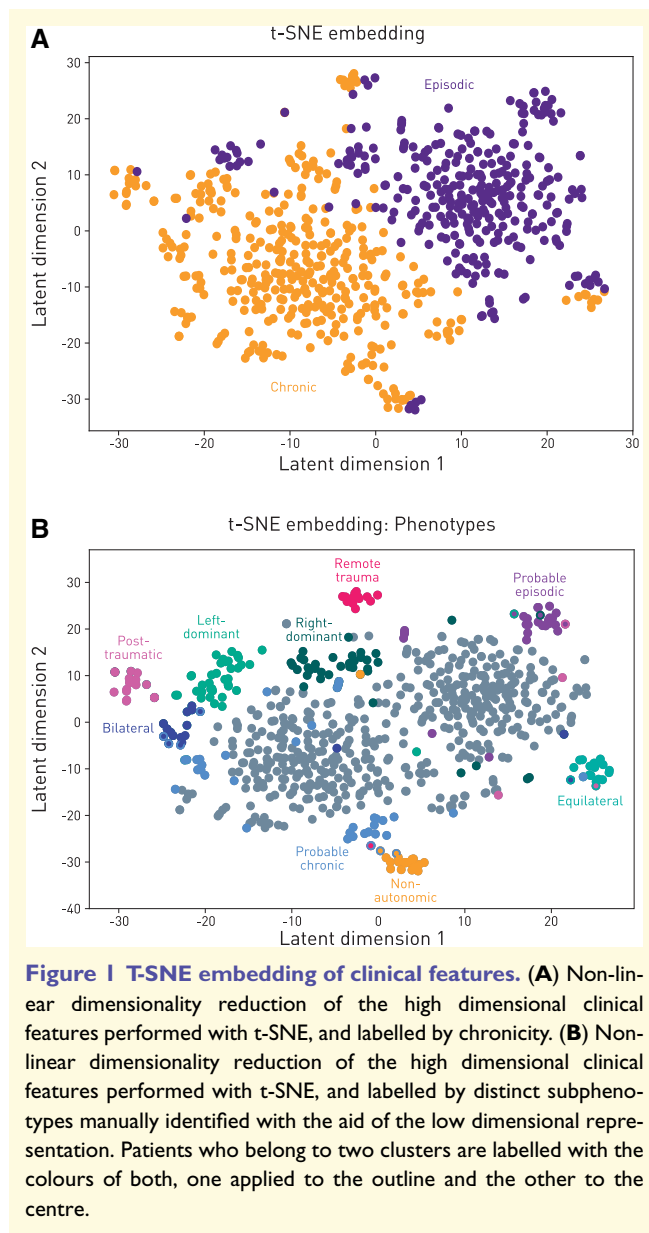 A
t-SNE embedding
30
20
10
0
-10
-20
-30
Latent dimension 2
Episodic
Chronic
-30
-20
-10
0
10
20
30
Latent dimension 1
B
t-SNE embedding: Phenotypes
30
20
10
0
-10
-20
-30
-40
Latent dimension 2
Remote
trauma
Probable
episodic
Left-
dominant
Right-
dominant
Post-
traumatic
Bilateral
Equilateral
Probable
chronic
Non-
autonomic
-30
-20
-10
0
10
20
Latent dimension 1
Figure 1 T-SNE embedding of clinical features. (A) Non-lin-
ear dimensionality reduction of the high dimensional clinical
features performed with t-SNE, and labelled by chronicity. (B) Non-
linear dimensionality reduction of the high dimensional clinical
features performed with t-SNE, and labelled by distinct subpheno-
types manually identified with the aid of the low dimensional repre-
sentation. Patients who belong to two clusters are labelled with the
colours of both, one applied to the outline and the other to the
centre.